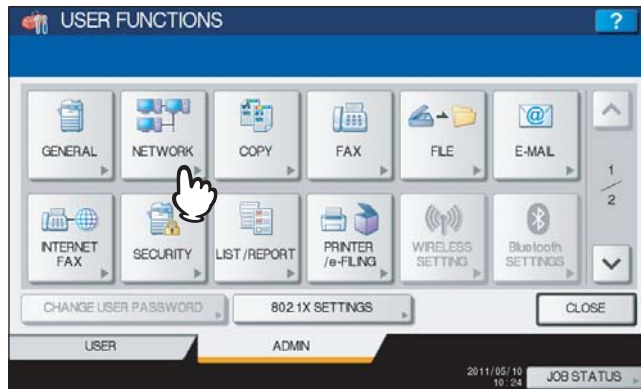 USER FUNCTIONS
?
GENERAL
NETWORK
COPY
FAX
FILE
E-MAIL
1
2
INTERNET
FAX
SECURITY
LIST/REPORT
PRINTER
/e-FILING
WIRELESS
SETTING
Bluetooth
SETTINGS
CHANGE USER PASSWORD
802.1X SETTINGS
CLOSE
USER
ADMIN
2011/05/10
10:24
JOB STATUS